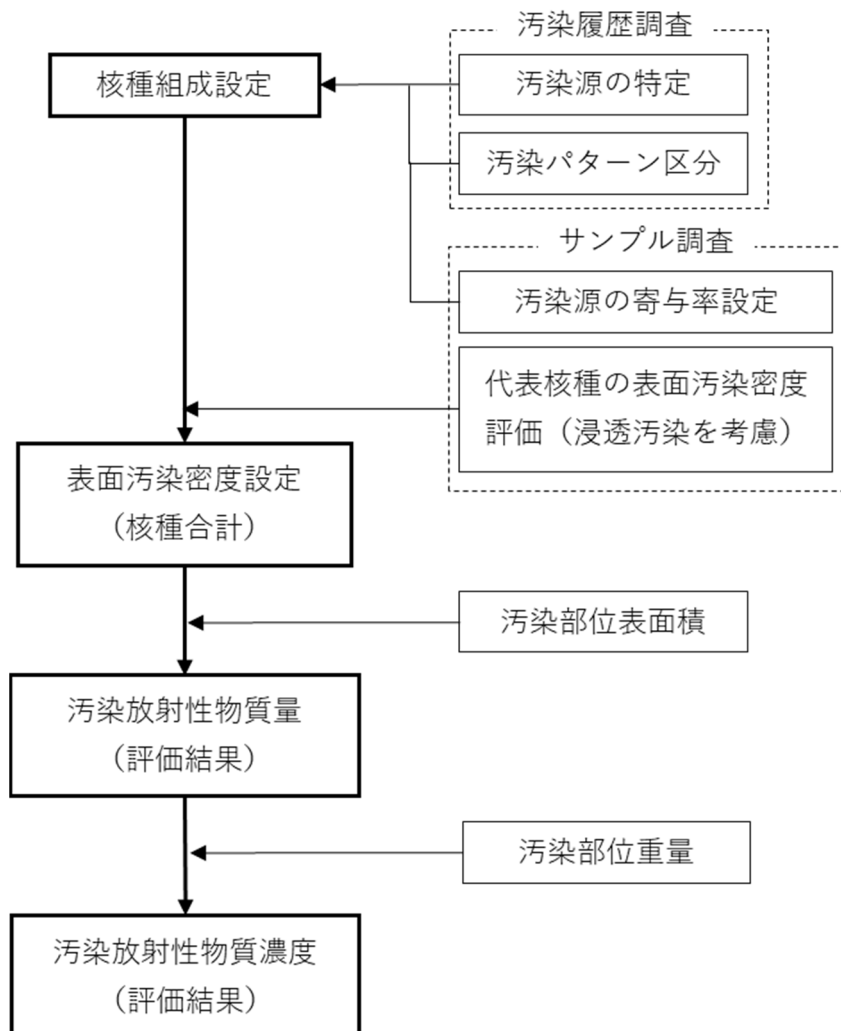 汚染履歴調査
核種組成設定
汚染源の特定
汚染パターン区分
サンプル調査
汚染源の寄与率設定
代表核種の表面汚染密度
評価（浸透汚染を考慮）
表面汚染密度設定
（核種合計）
汚染部位表面積
汚染放射性物質量
（評価結果）
汚染部位重量
汚染放射性物質濃度
（評価結果）